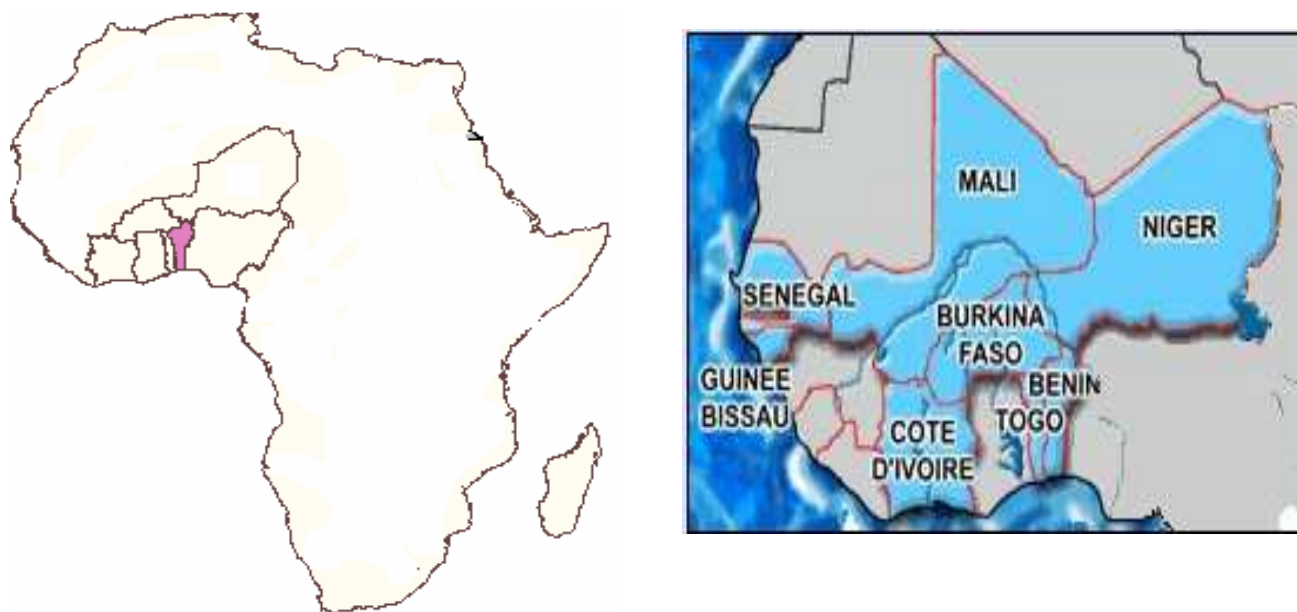 MALI
NIGER
SENEGAL
BURKINA
FASO
GUINEE
BISSAU
BENIN
TOGO
COTE
D'IVOIRE